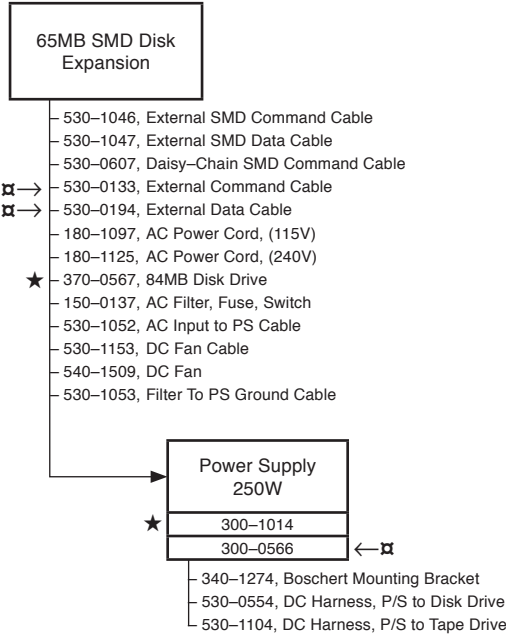 65MB SMD Disk
Expansion
– 530–1046, External SMD Command Cable
– 530–1047, External SMD Data Cable
– 530–0607, Daisy–Chain SMD Command Cable
¤→ – 530–0133, External Command Cable
¤→ – 530–0194, External Data Cable
– 180–1097, AC Power Cord, (115V)
– 180–1125, AC Power Cord, (240V)
★ – 370–0567, 84MB Disk Drive
– 150–0137, AC Filter, Fuse, Switch
– 530–1052, AC Input to PS Cable
– 530–1153, DC Fan Cable
– 540–1509, DC Fan
– 530–1053, Filter To PS Ground Cable
Power Supply
250W
★ 300–1014
300–0566 ←¤
– 340–1274, Boschert Mounting Bracket
– 530–0554, DC Harness, P/S to Disk Drive
– 530–1104, DC Harness, P/S to Tape Drive